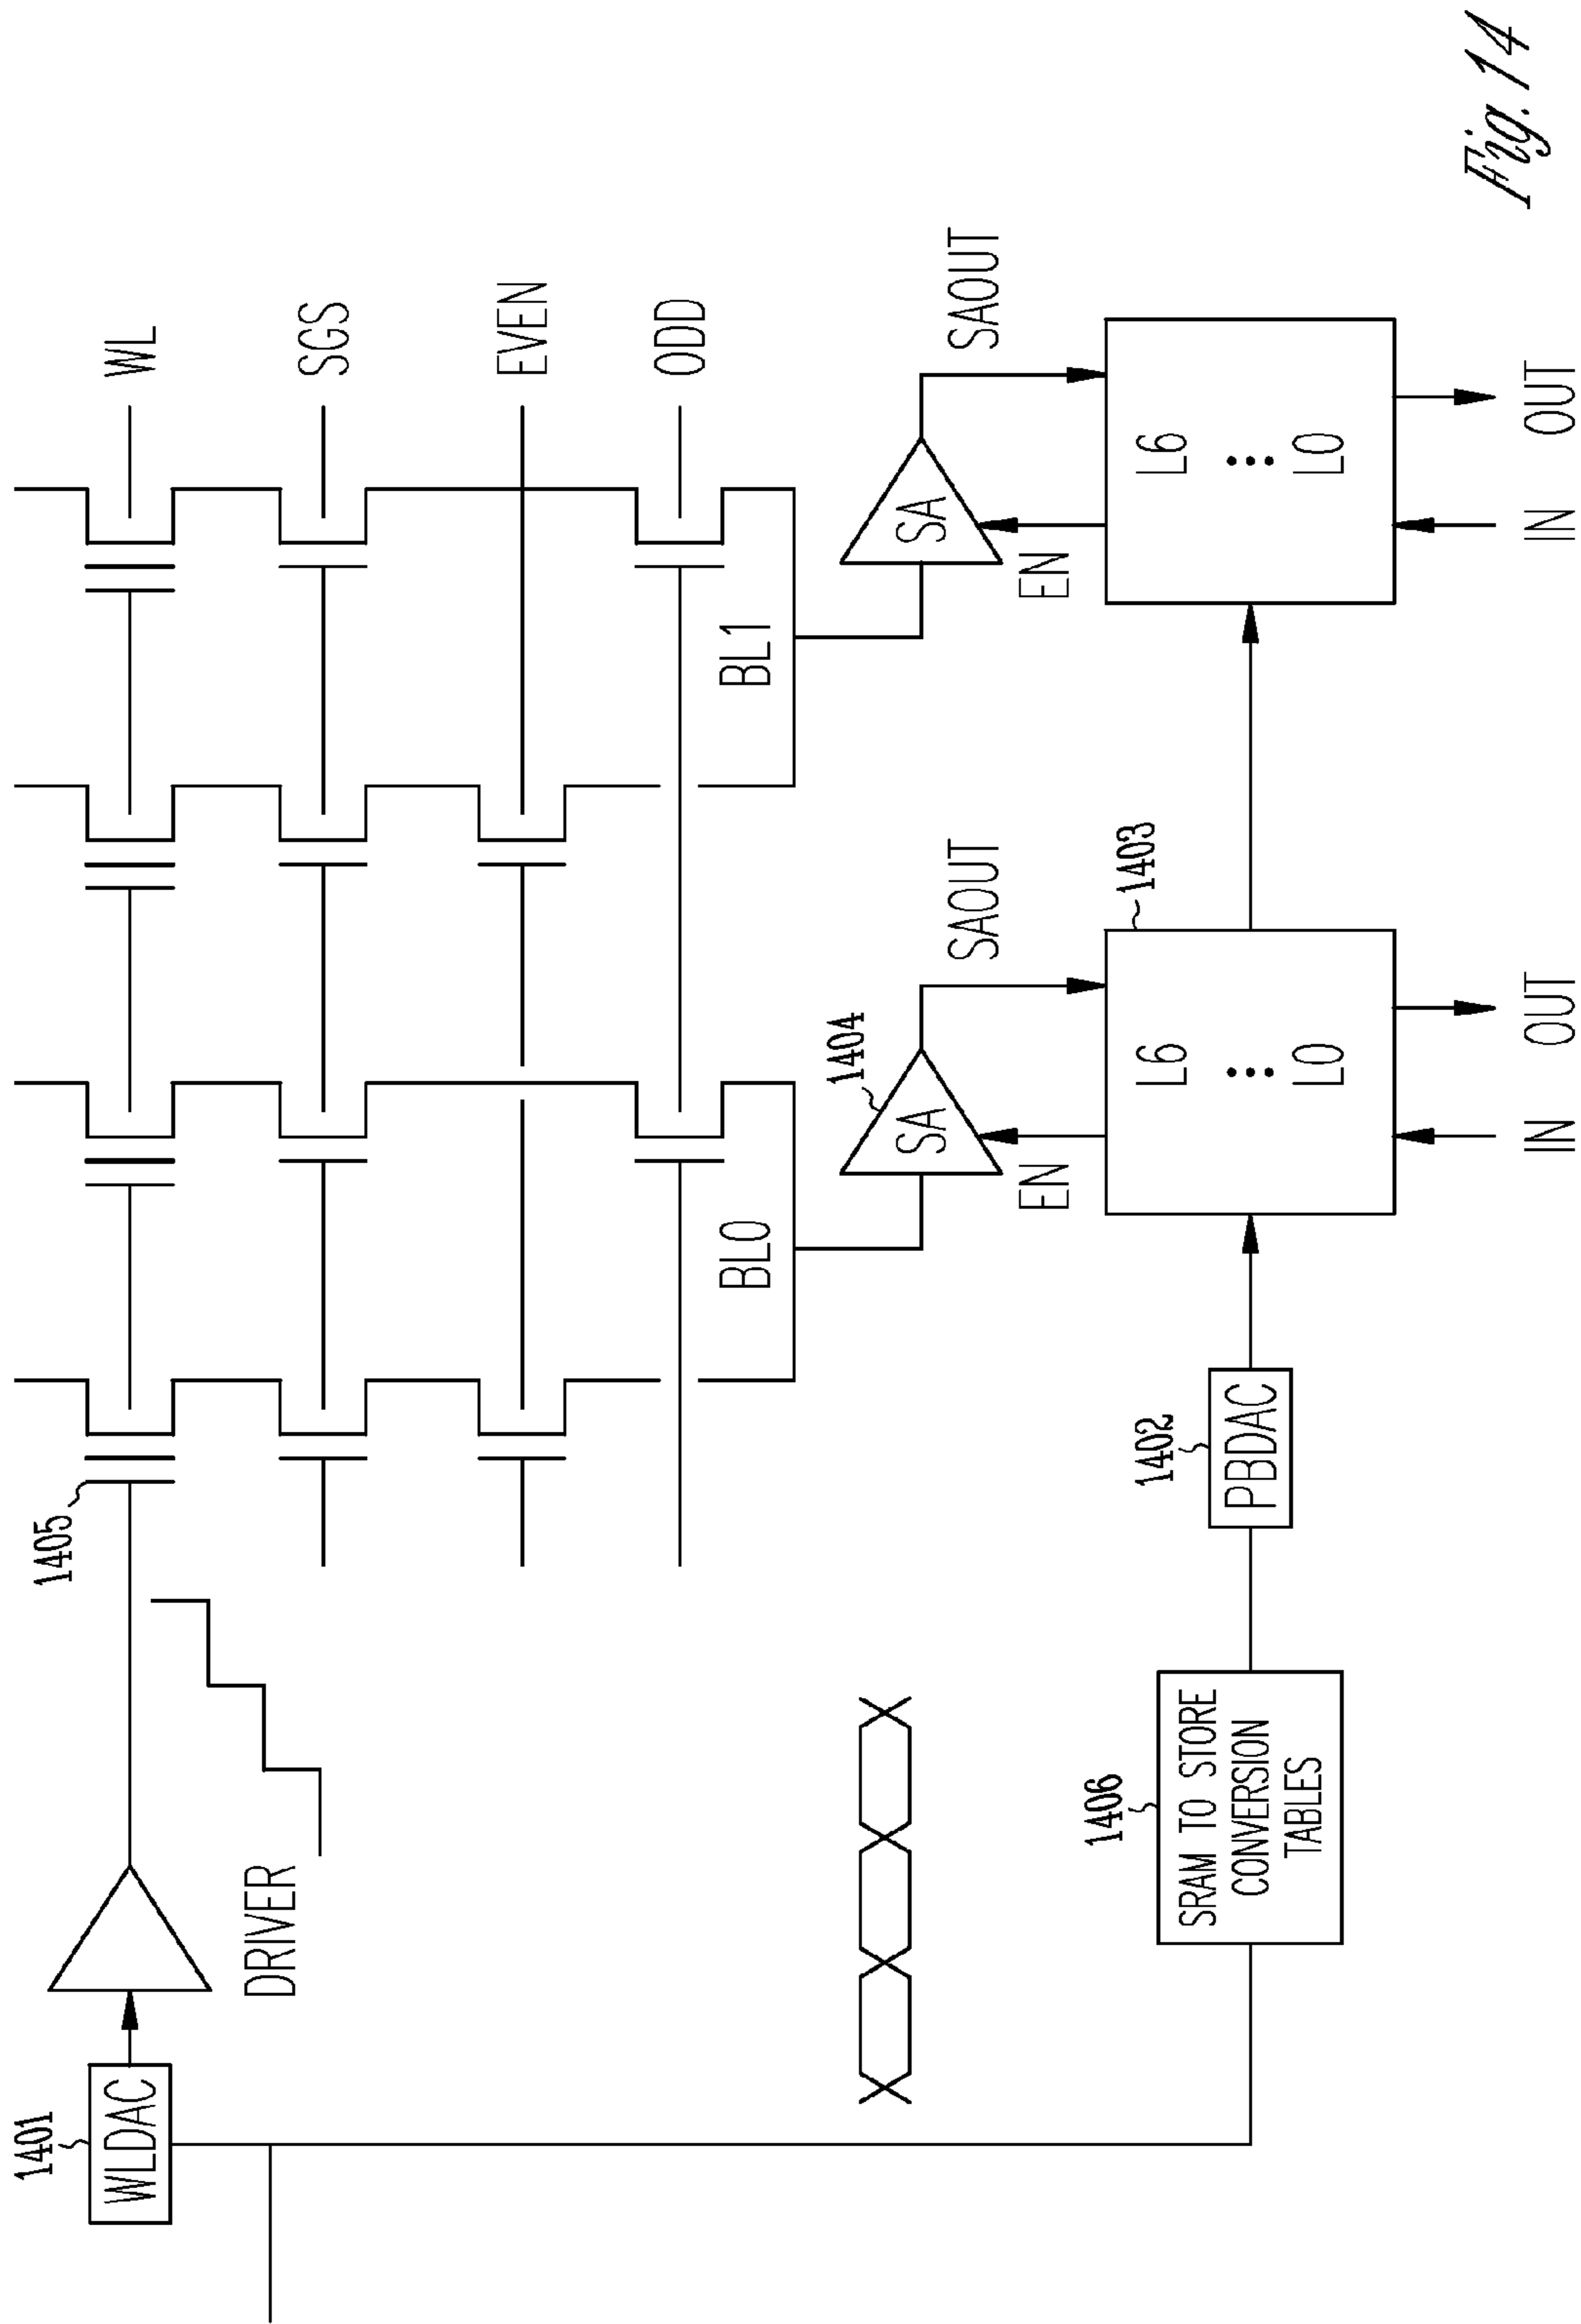 1401
WLDAC
DRIVER
1405
WL
SGS
EVEN
ODD
BL0
BL1
1404
SA
SA
EN
SAOUT
EN
SAOUT
1406
SRAM TO STORE
CONVERSION
TABLES
1402
PBDAC
1403
L6
L0
L6
L0
IN
OUT
IN
OUT
Fig. 14